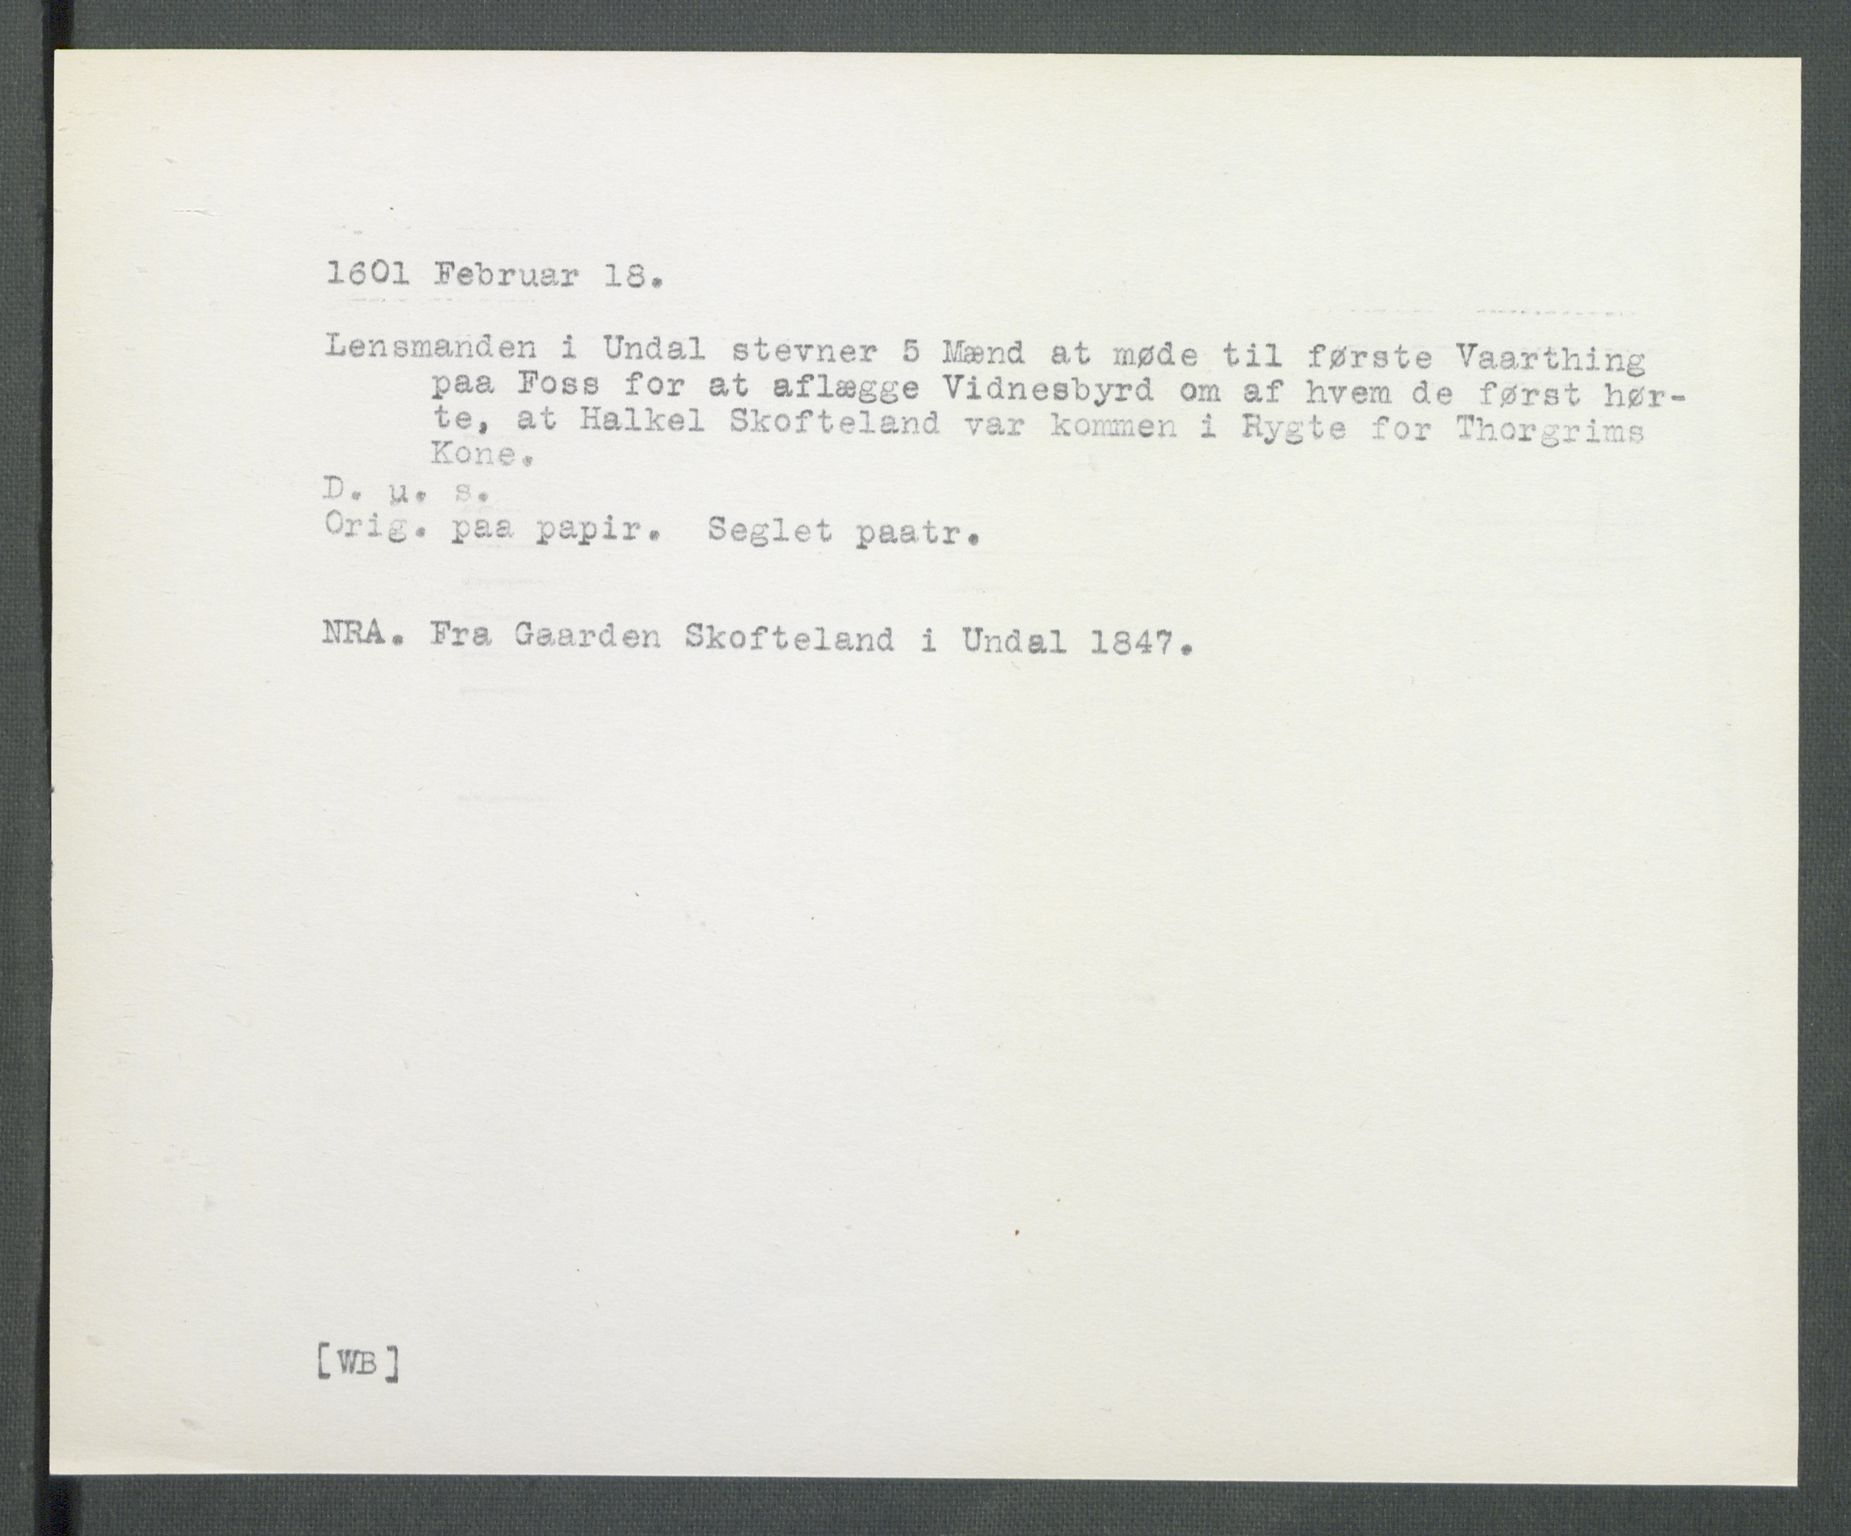 1601 Februar 18.
Lensmanden i Undal stevner 5 Mænd at møde til første Vaarthing
paa Foss for at aflægge Vidnesbyrd om af hvem de først hør-
te, at Halkel Skofteland var kommen i Rygte for Thorgrims
Kone.
D. u. s.
Orig. paa papir. Seglet paatr.
NRA. Fra Gaarden Skofteland i Undal 1847.
[WB]